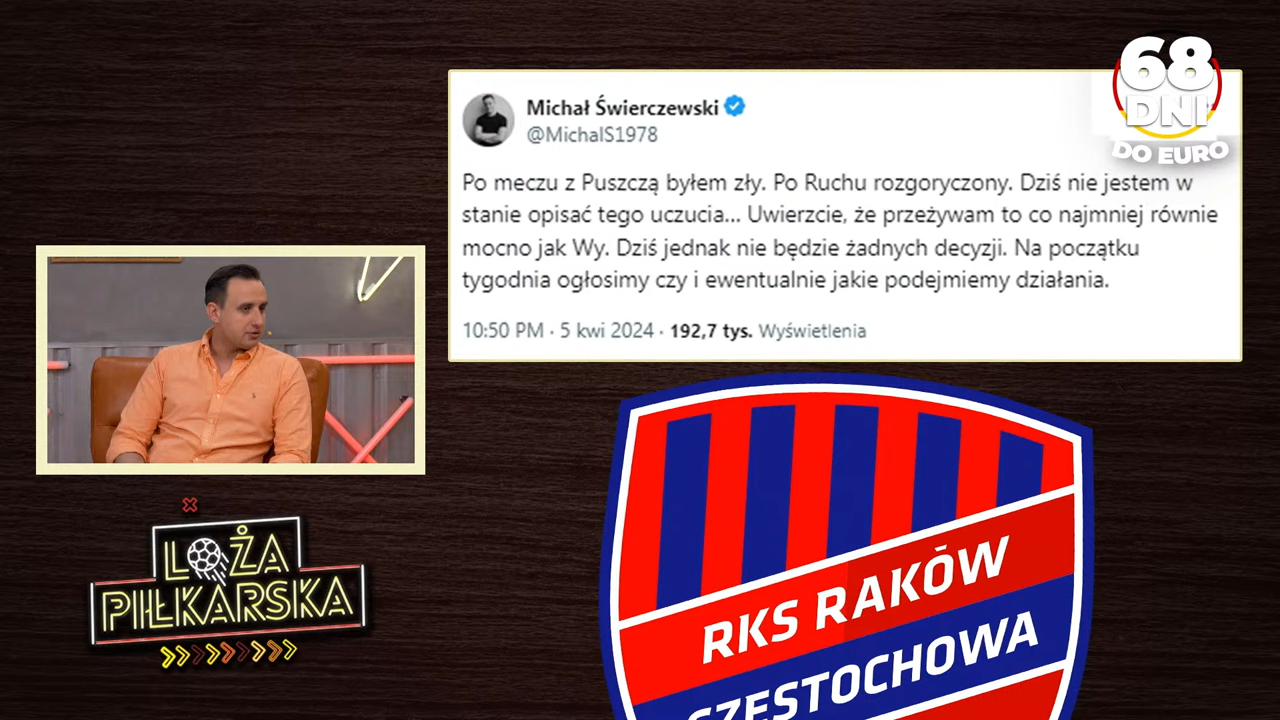 68
DNI
DO EURO
Michał Świerczewski
@MichalS1978
Po meczu z Puszczą byłem zły. Po Ruchu rozgoryczony. Dziś nie jestem w
stanie opisać tego uczucia... Uwierzcie, że przeżywam to co najmniej równie
mocno jak Wy. Dziś jednak nie będzie żadnych decyzji. Na początku
tygodnia ogłosimy czy i ewentualnie jakie podejmiemy działania.
10:50 PM · 5 kwi 2024 · 192,7 tys. Wyświetlenia
LOŻA
PIŁKARSKA
RKS RAKÓW
CZĘSTOCHOWA